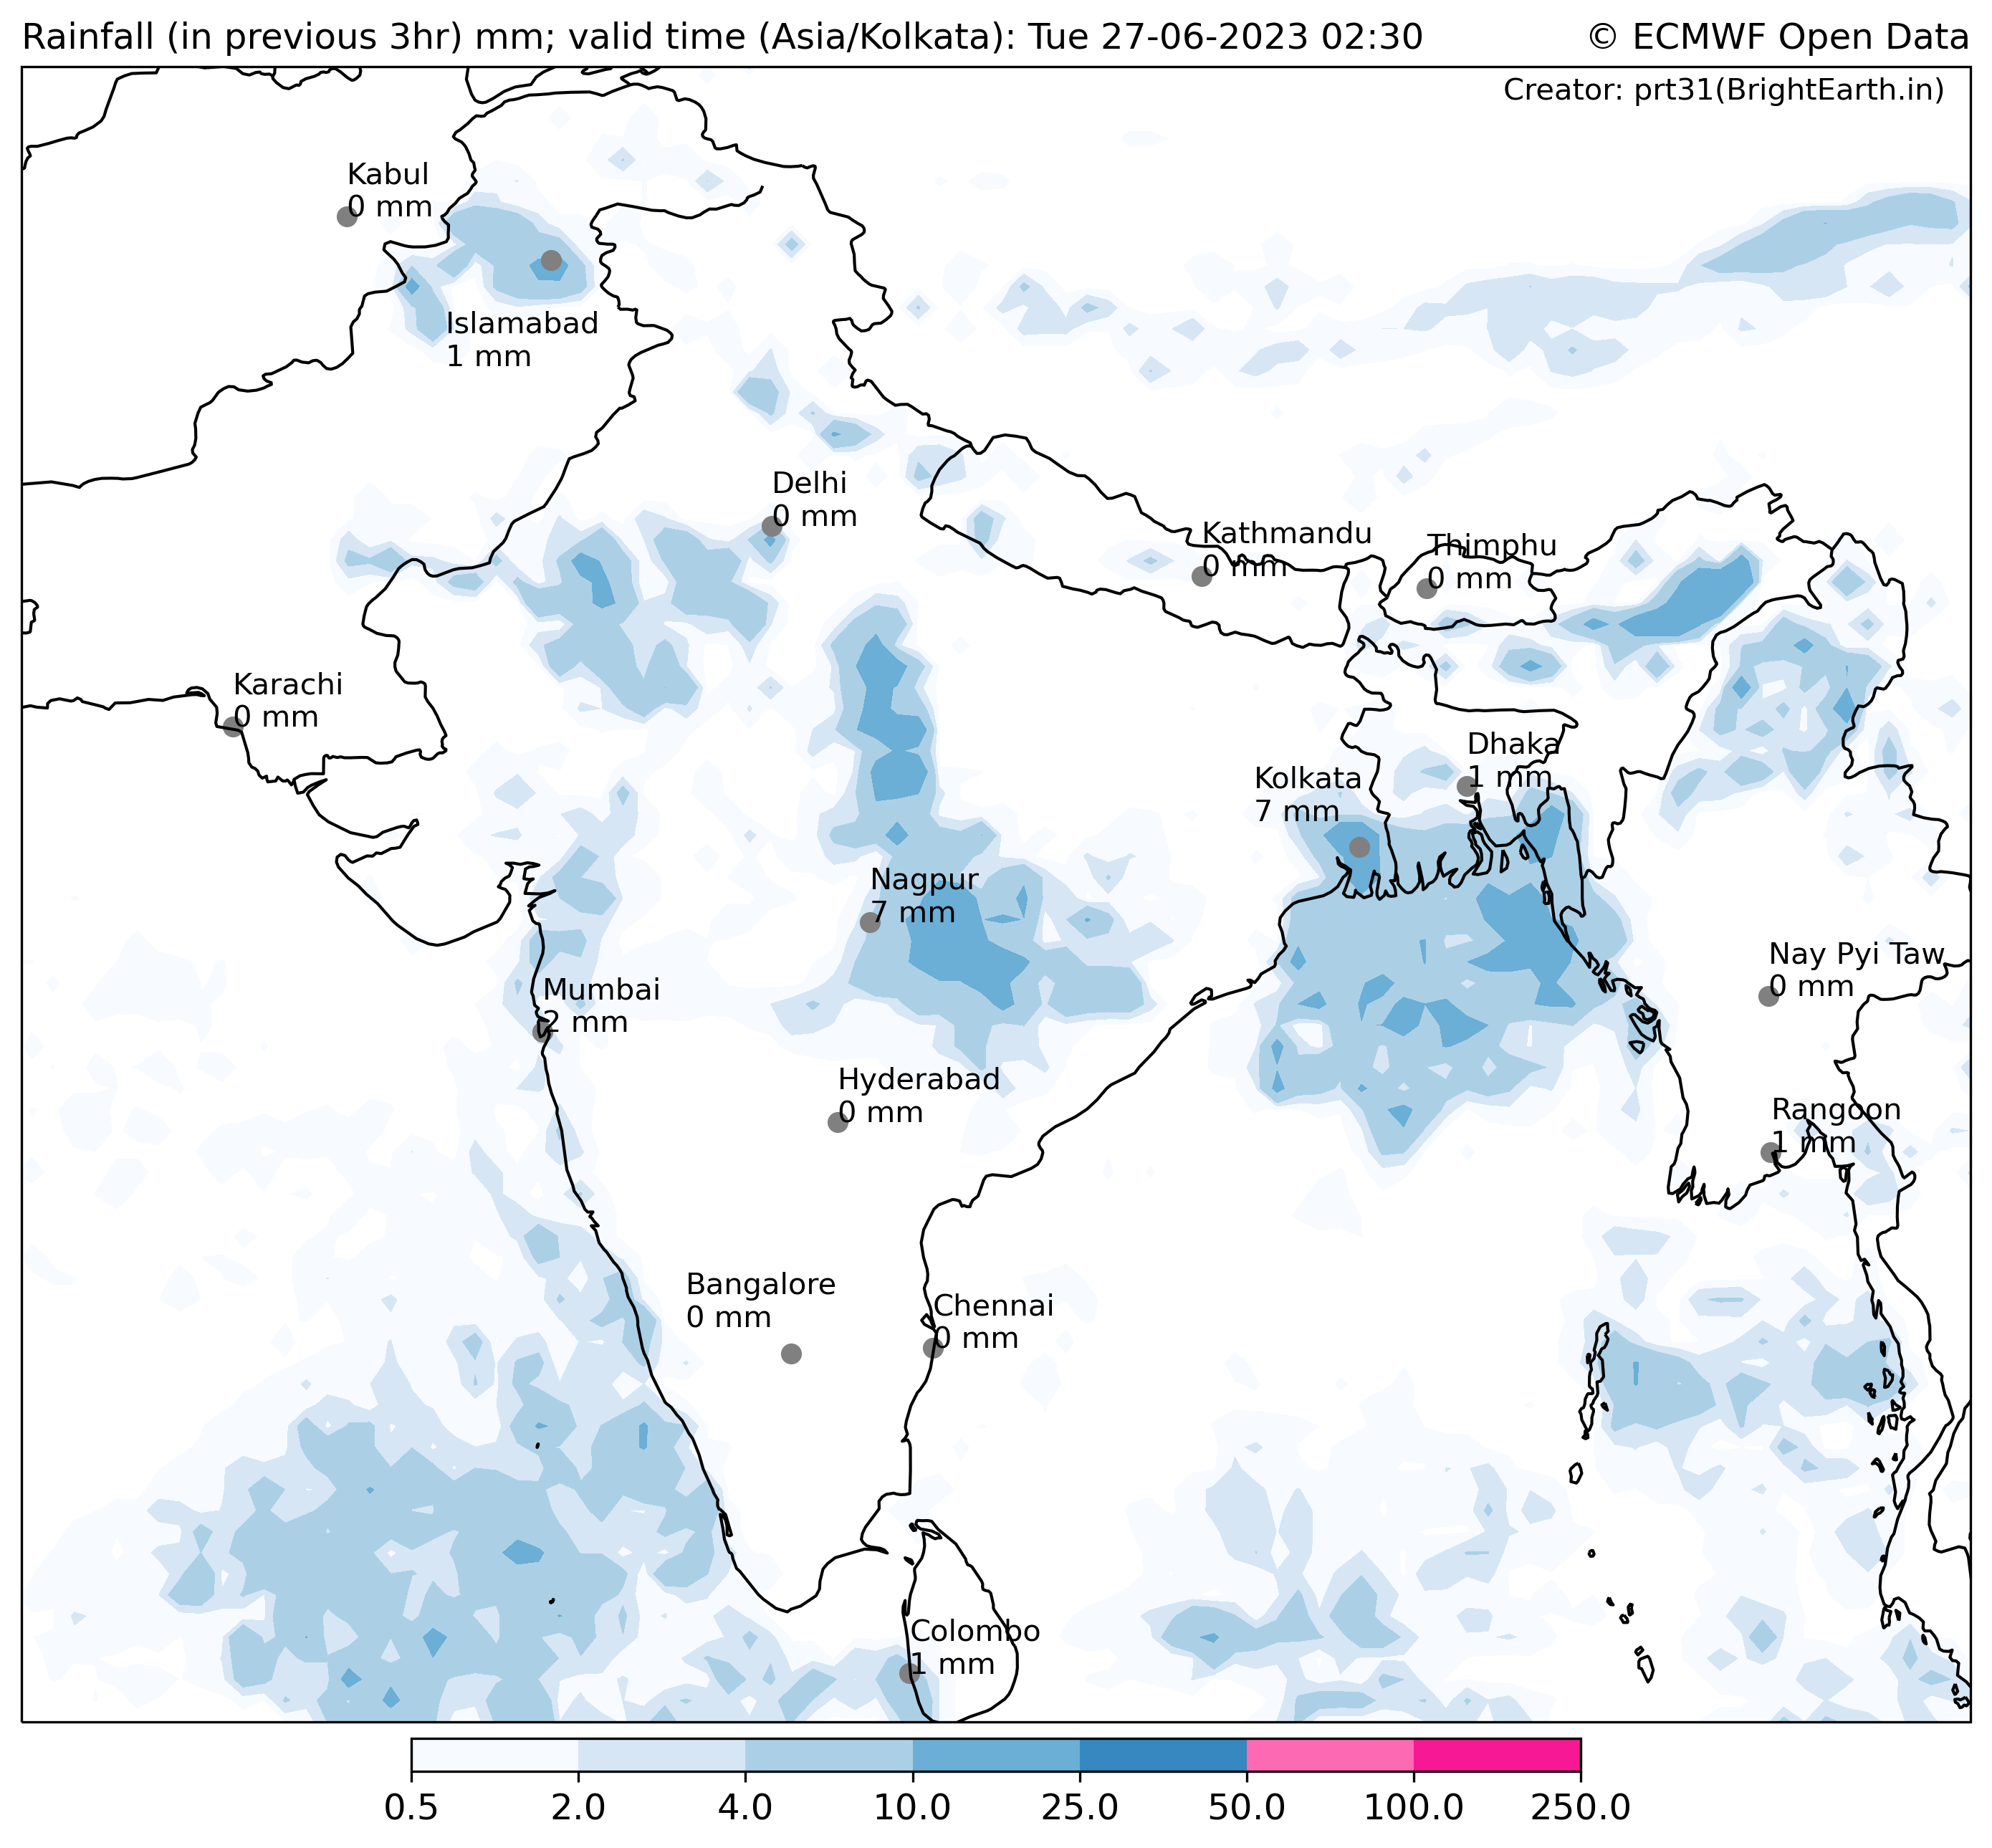 Rainfall (in previous 3hr) mm; valid time (Asia/Kolkata): Tue 27-06-2023 02:30
© ECMWF Open Data
Creator: prt31(BrightEarth.in)
Kabul
0 mm
Islamabad
1 mm
Delhi
0 mm
Kathmandu
0 mm
Thimphu
0 mm
Karachi
0 mm
Dhaka
1 mm
Kolkata
7 mm
Nagpur
7 mm
Nay Pyi Taw
0 mm
Mumbai
2 mm
Hyderabad
0 mm
Rangoon
1 mm
Bangalore
0 mm
Chennai
0 mm
Colombo
1 mm
0.5 2.0 4.0 10.0 25.0 50.0 100.0 250.0